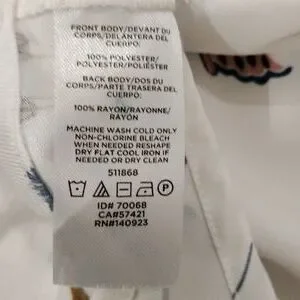 FRONT BODY/DEVANT DU
CORPS/DELANTERA DEL
CUERPO:
100% POLYESTER/
POLYESTER/POLIÉSTER
BACK BODY/DOS DU
CORPS/PARTE TRASERA DEL
CUERPO:
100% RAYON/RAYONNE/
RAYÓN
MACHINE WASH COLD ONLY
NON-CHLORINE BLEACH
WHEN NEEDED RESHAPE
DRY FLAT COOL IRON IF
NEEDED OR DRY CLEAN
511868
ID# 70068
CA#57421
RN#140923